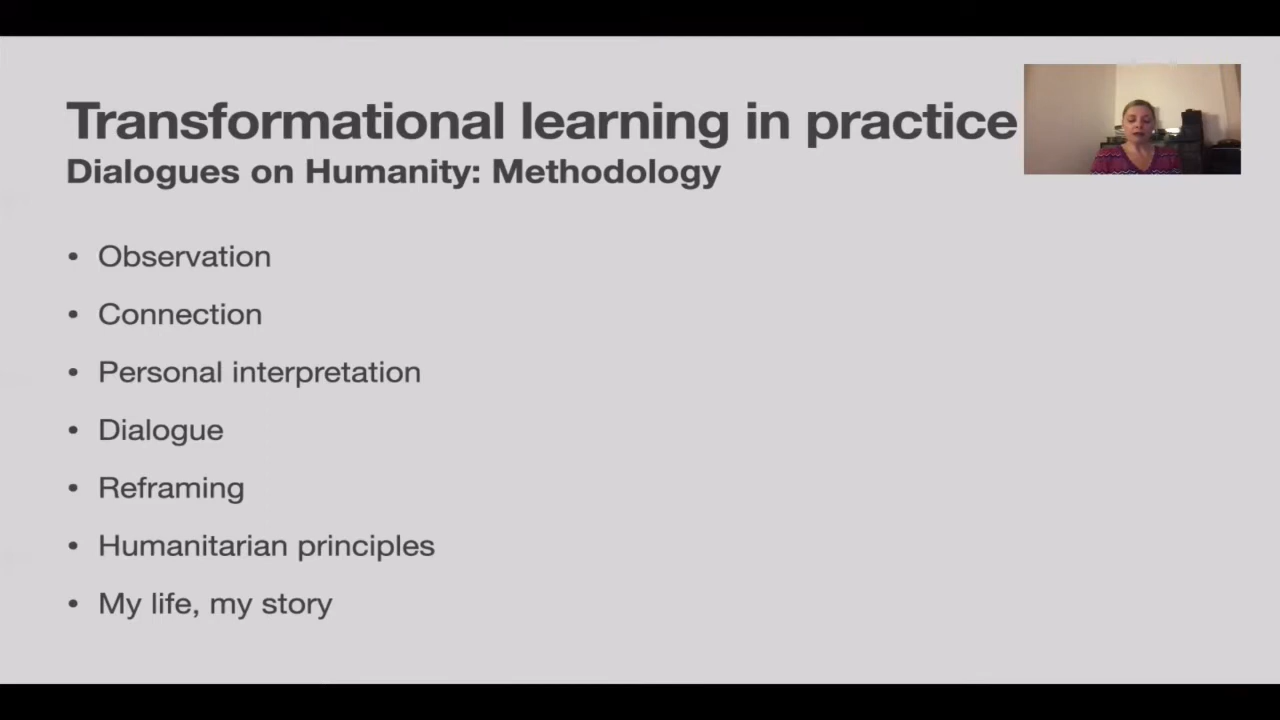 Transformational learning in practice
Dialogues on Humanity: Methodology
• Observation
• Connection
• Personal interpretation
• Dialogue
• Reframing
• Humanitarian principles
• My life, my story